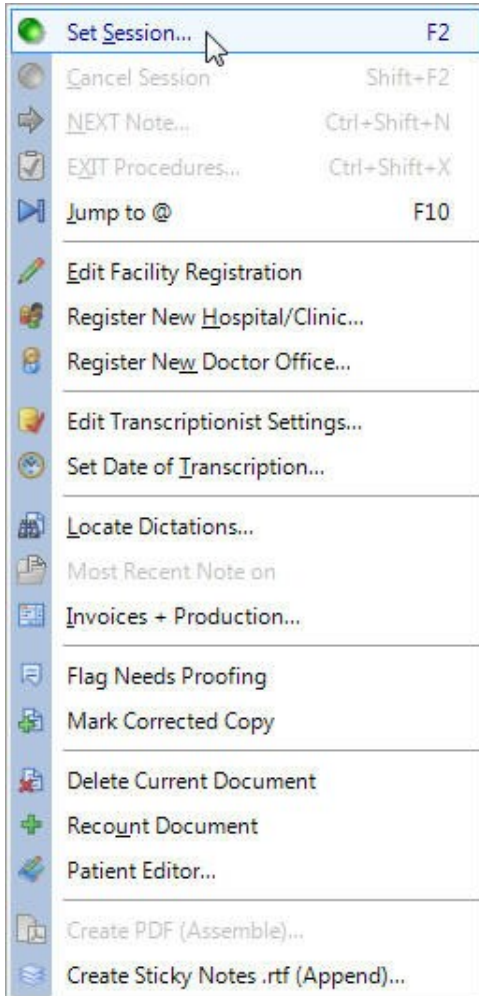 Set Session... F2
Cancel Session Shift+F2
NEXT Note... Ctrl+Shift+N
EXIT Procedures... Ctrl+Shift+X
Jump to @ F10
Edit Facility Registration
Register New Hospital/Clinic...
Register New Doctor Office...
Edit Transcriptionist Settings...
Set Date of Transcription...
Locate Dictations...
Most Recent Note on
Invoices + Production...
Flag Needs Proofing
Mark Corrected Copy
Delete Current Document
Recount Document
Patient Editor...
Create PDF (Assemble)...
Create Sticky Notes .rtf (Append)...